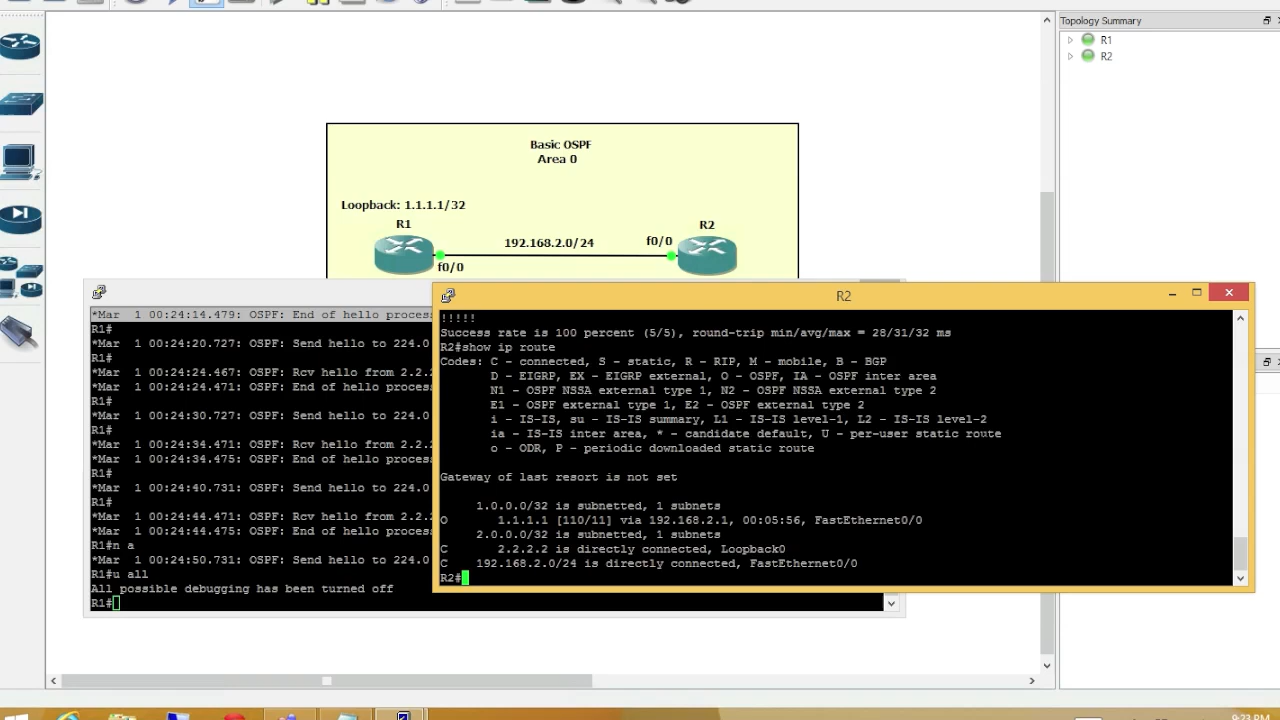 Topology Summary
R1
R2
Basic OSPF
Area 0
Loopback: 1.1.1.1/32
R1
R2
192.168.2.0/24
f0/0
f0/0
*Mar  1 00:24:14.479: OSPF: End of hello process
R1#
*Mar  1 00:24:20.727: OSPF: Send hello to 224.0
R1#
*Mar  1 00:24:24.467: OSPF: Rcv hello from 2.2.2
*Mar  1 00:24:24.471: OSPF: End of hello process
R1#
*Mar  1 00:24:30.727: OSPF: Send hello to 224.0
R1#
*Mar  1 00:24:34.471: OSPF: Rcv hello from 2.2.2
*Mar  1 00:24:34.475: OSPF: End of hello process
R1#
*Mar  1 00:24:40.731: OSPF: Send hello to 224.0
R1#
*Mar  1 00:24:44.471: OSPF: Rcv hello from 2.2.2
*Mar  1 00:24:44.475: OSPF: End of hello process
R1#n a
*Mar  1 00:24:50.731: OSPF: Send hello to 224.0
R1#u all
All possible debugging has been turned off
R1#
R2
!!!!!
Success rate is 100 percent (5/5), round-trip min/avg/max = 28/31/32 ms
R2#show ip route
Codes: C - connected, S - static, R - RIP, M - mobile, B - BGP
D - EIGRP, EX - EIGRP external, O - OSPF, IA - OSPF inter area
N1 - OSPF NSSA external type 1, N2 - OSPF NSSA external type 2
E1 - OSPF external type 1, E2 - OSPF external type 2
i - IS-IS, su - IS-IS summary, L1 - IS-IS level-1, L2 - IS-IS level-2
ia - IS-IS inter area, * - candidate default, U - per-user static route
o - ODR, P - periodic downloaded static route
Gateway of last resort is not set
1.0.0.0/32 is subnetted, 1 subnets
O       1.1.1.1 [110/11] via 192.168.2.1, 00:05:56, FastEthernet0/0
2.0.0.0/32 is subnetted, 1 subnets
C       2.2.2.2 is directly connected, Loopback0
C    192.168.2.0/24 is directly connected, FastEthernet0/0
R2#
9:23 PM